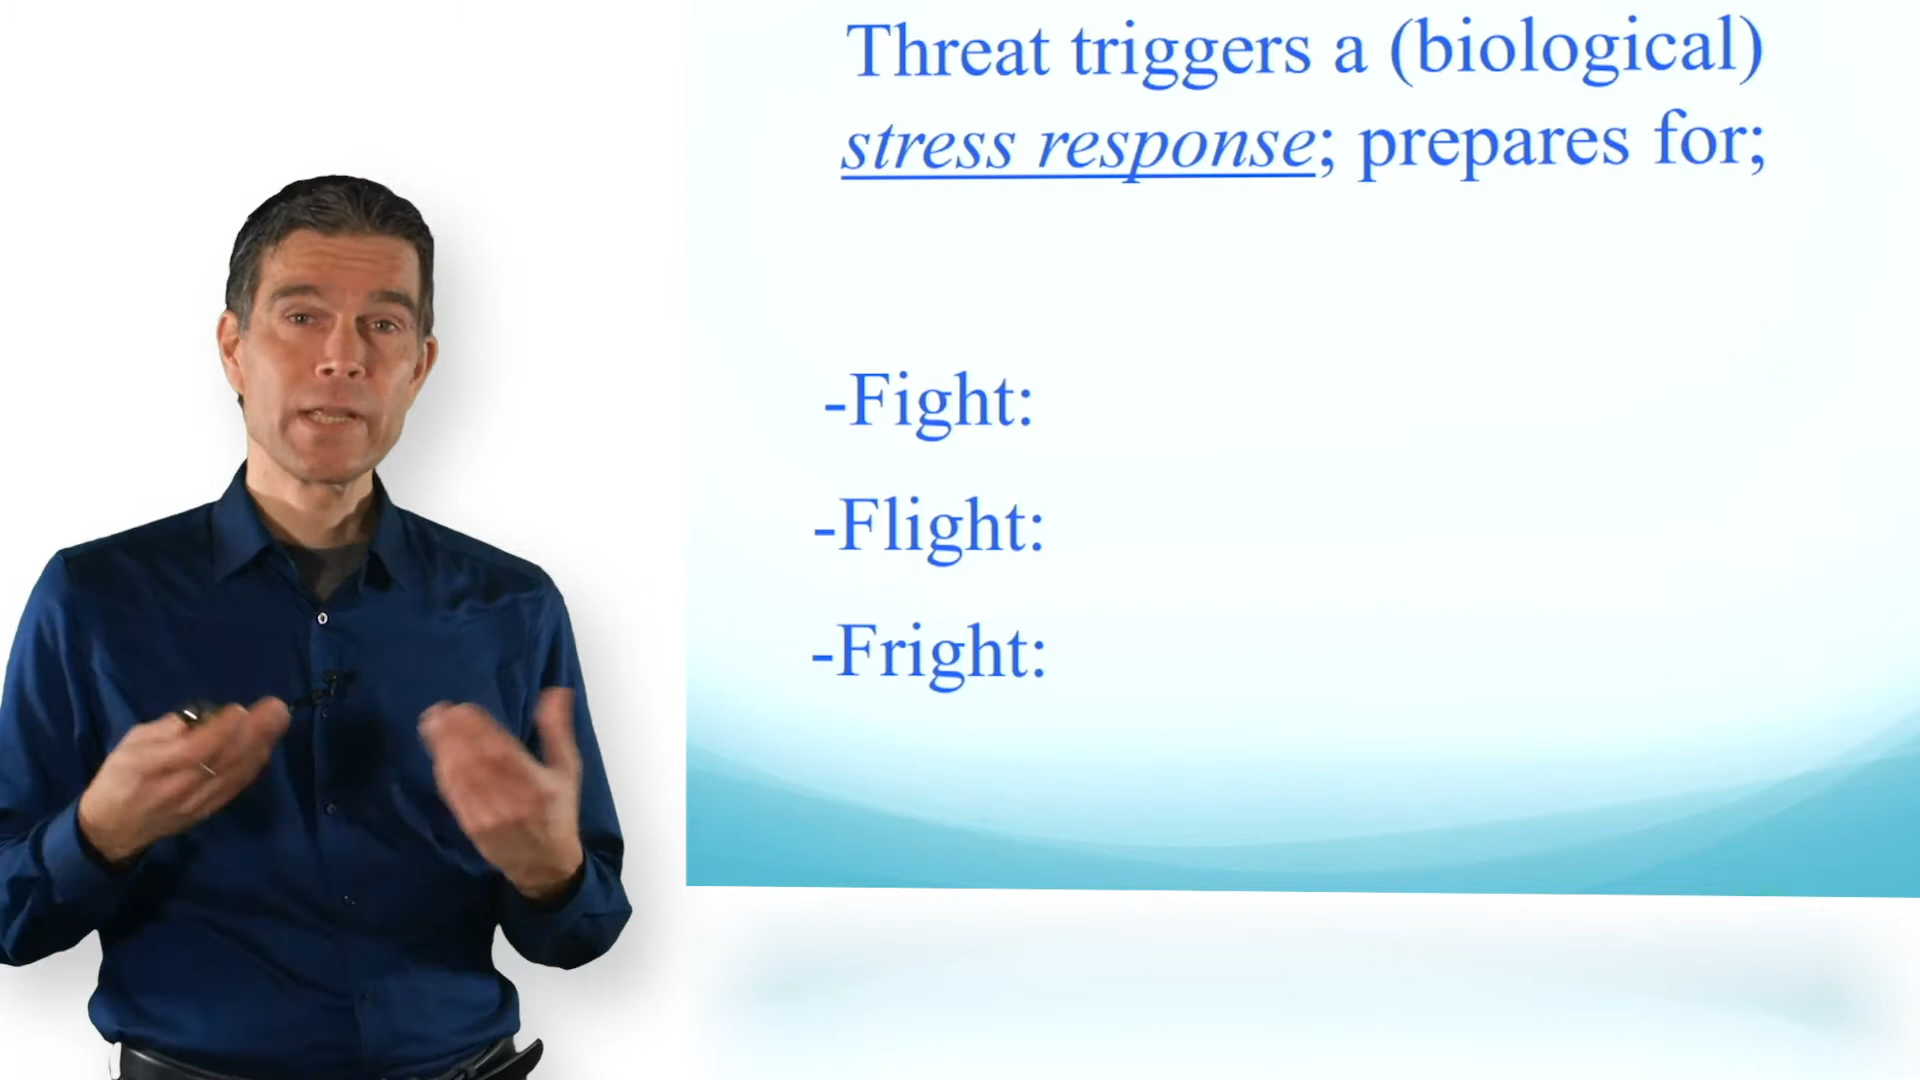 Threat triggers a (biological)
stress response; prepares for;
-Fight:
-Flight:
-Fright: